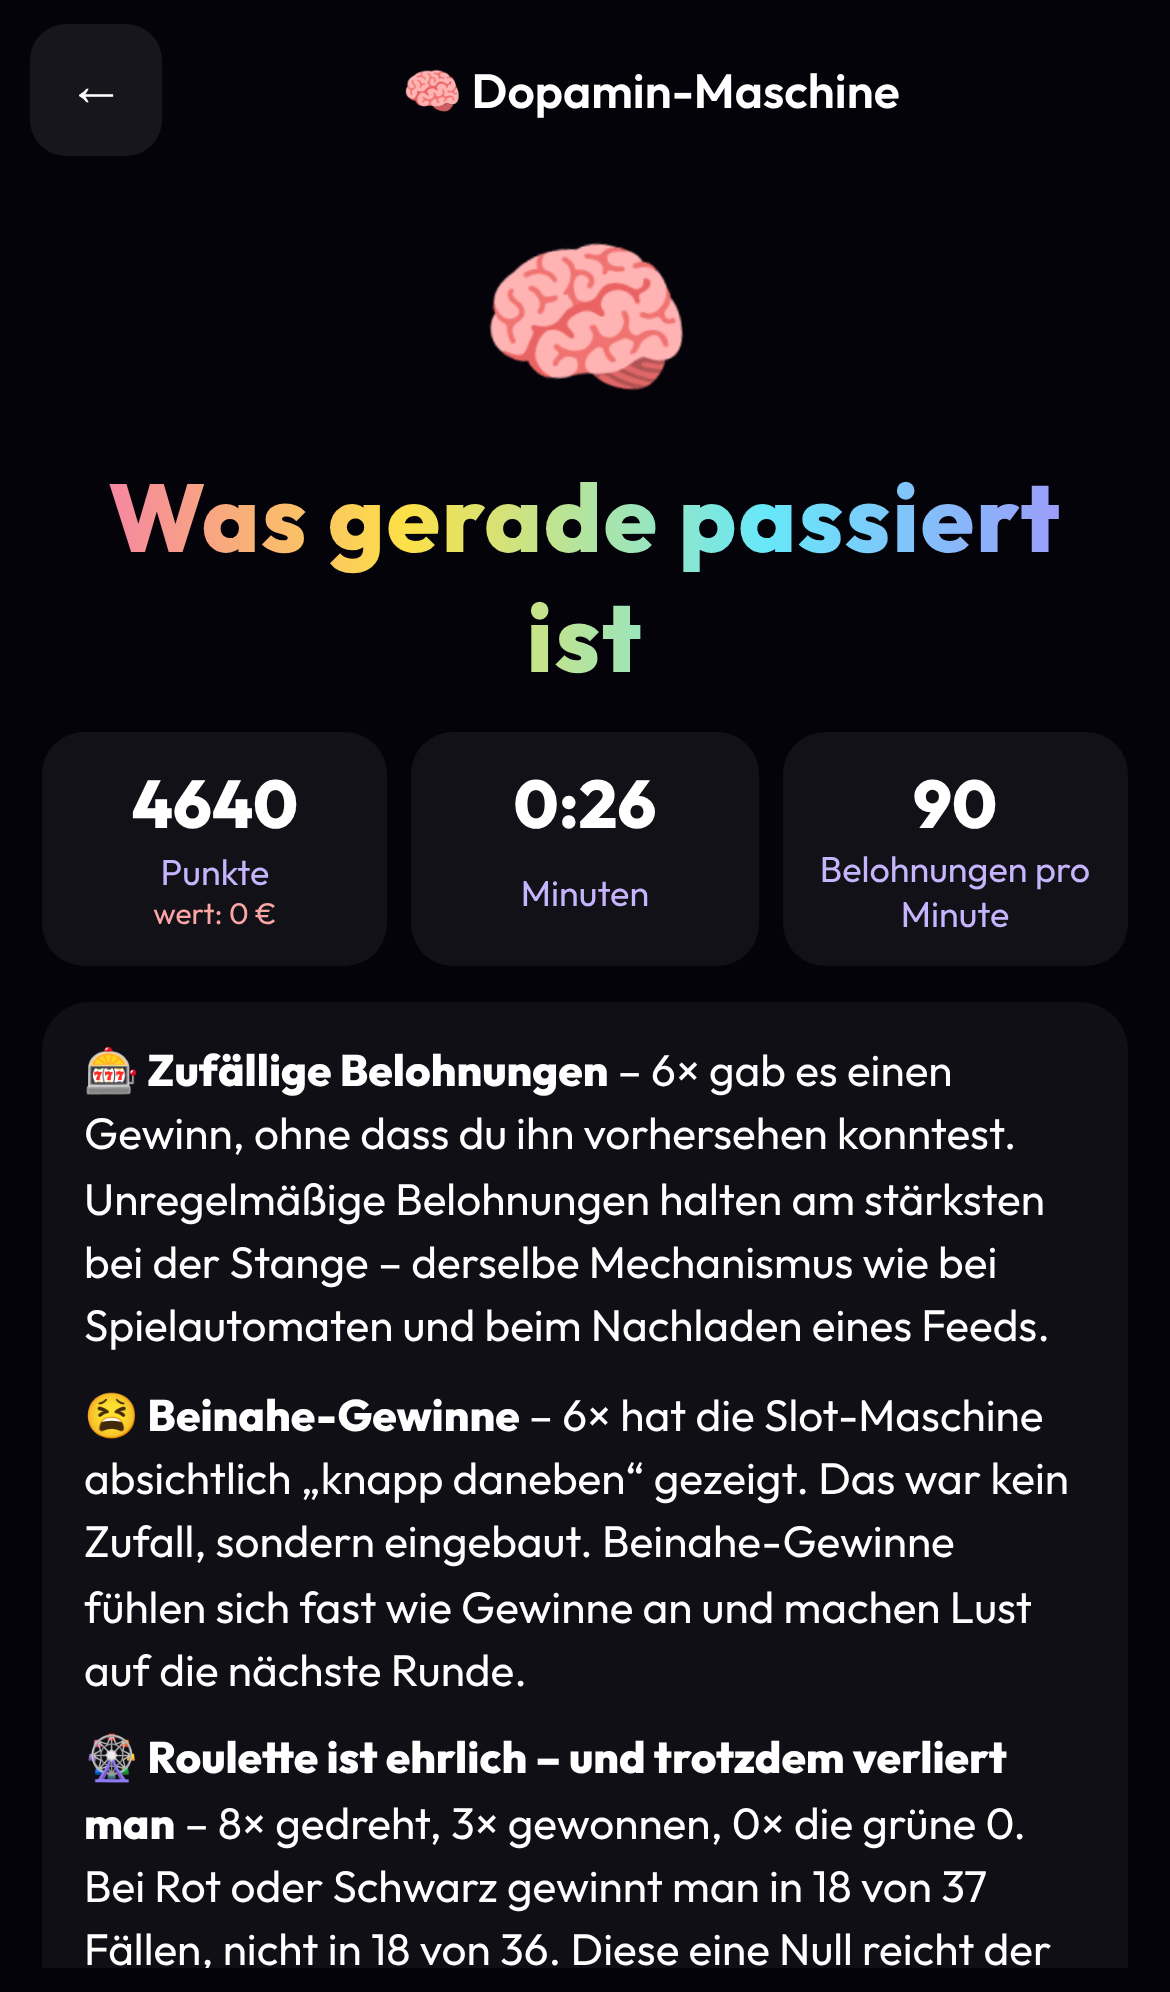 ←
🧠 Dopamin-Maschine
Was gerade passiert
ist
4640
Punkte
wert: 0 €
0:26
Minuten
90
Belohnungen pro
Minute
🎰 Zufällige Belohnungen – 6× gab es einen
Gewinn, ohne dass du ihn vorhersehen konntest.
Unregelmäßige Belohnungen halten am stärksten
bei der Stange – derselbe Mechanismus wie bei
Spielautomaten und beim Nachladen eines Feeds.
😫 Beinahe-Gewinne – 6× hat die Slot-Maschine
absichtlich „knapp daneben“ gezeigt. Das war kein
Zufall, sondern eingebaut. Beinahe-Gewinne
fühlen sich fast wie Gewinne an und machen Lust
auf die nächste Runde.
🎡 Roulette ist ehrlich – und trotzdem verliert
man – 8× gedreht, 3× gewonnen, 0× die grüne 0.
Bei Rot oder Schwarz gewinnt man in 18 von 37
Fällen, nicht in 18 von 36. Diese eine Null reicht der